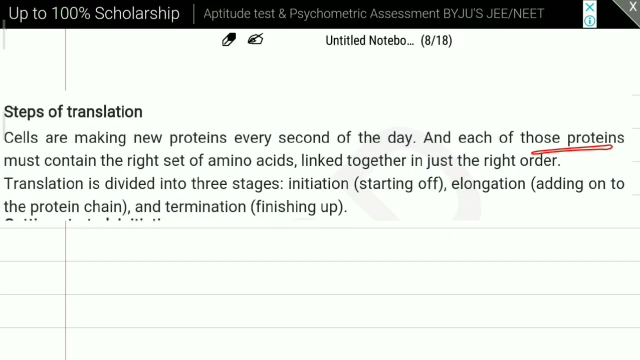 Up to 100% Scholarship Aptitude test & Psychometric Assessment BYJU'S JEE/NEET
Untitled Notebo... (8/18)
Steps of translation
Cells are making new proteins every second of the day. And each of those proteins
must contain the right set of amino acids, linked together in just the right order.
Translation is divided into three stages: initiation (starting off), elongation (adding on to
the protein chain), and termination (finishing up).